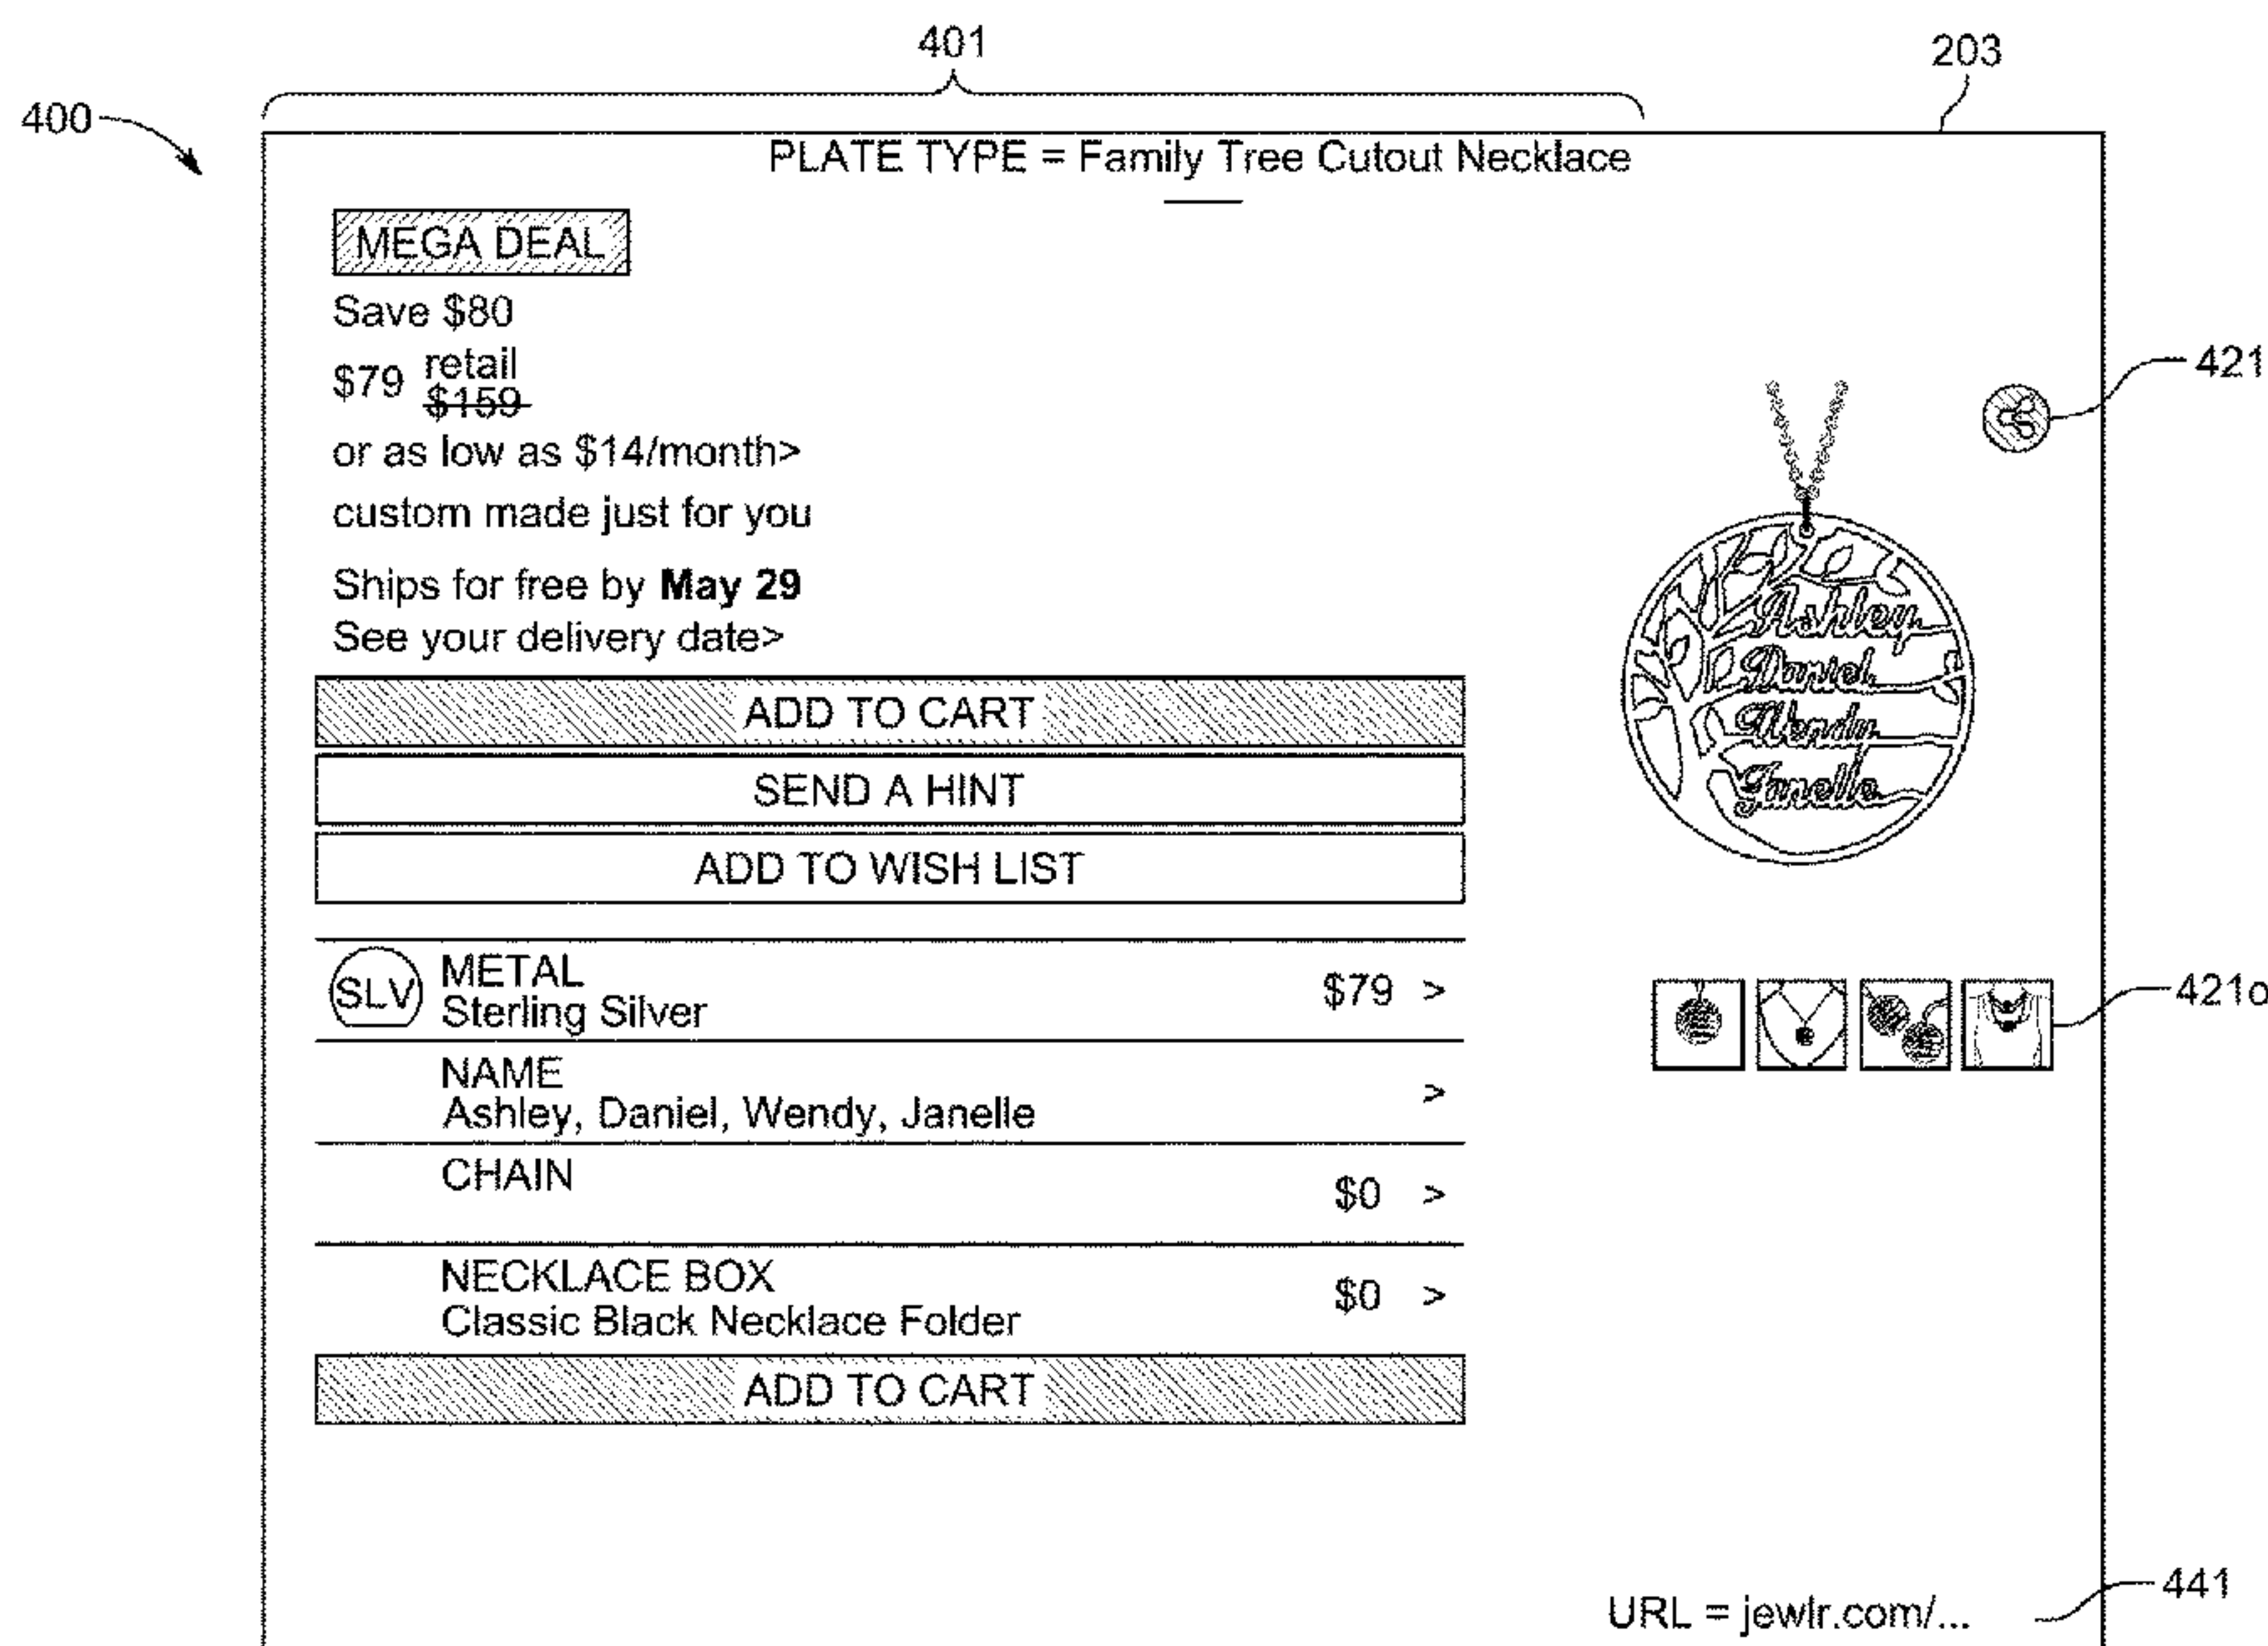 401
203
400
PLATE TYPE = Family Tree Cutout Necklace
MEGA DEAL
Save $80
$79 retail
$159
or as low as $14/month>
custom made just for you
Ships for free by May 29
See your delivery date>
ADD TO CART
SEND A HINT
ADD TO WISH LIST
SLV METAL
Sterling Silver
$79 >
NAME
Ashley, Daniel, Wendy, Janelle
>
CHAIN
$0 >
NECKLACE BOX
Classic Black Necklace Folder
$0 >
ADD TO CART
421
Ashley
Daniel
Wendy
Janelle
421a
URL = jewlr.com/...
441